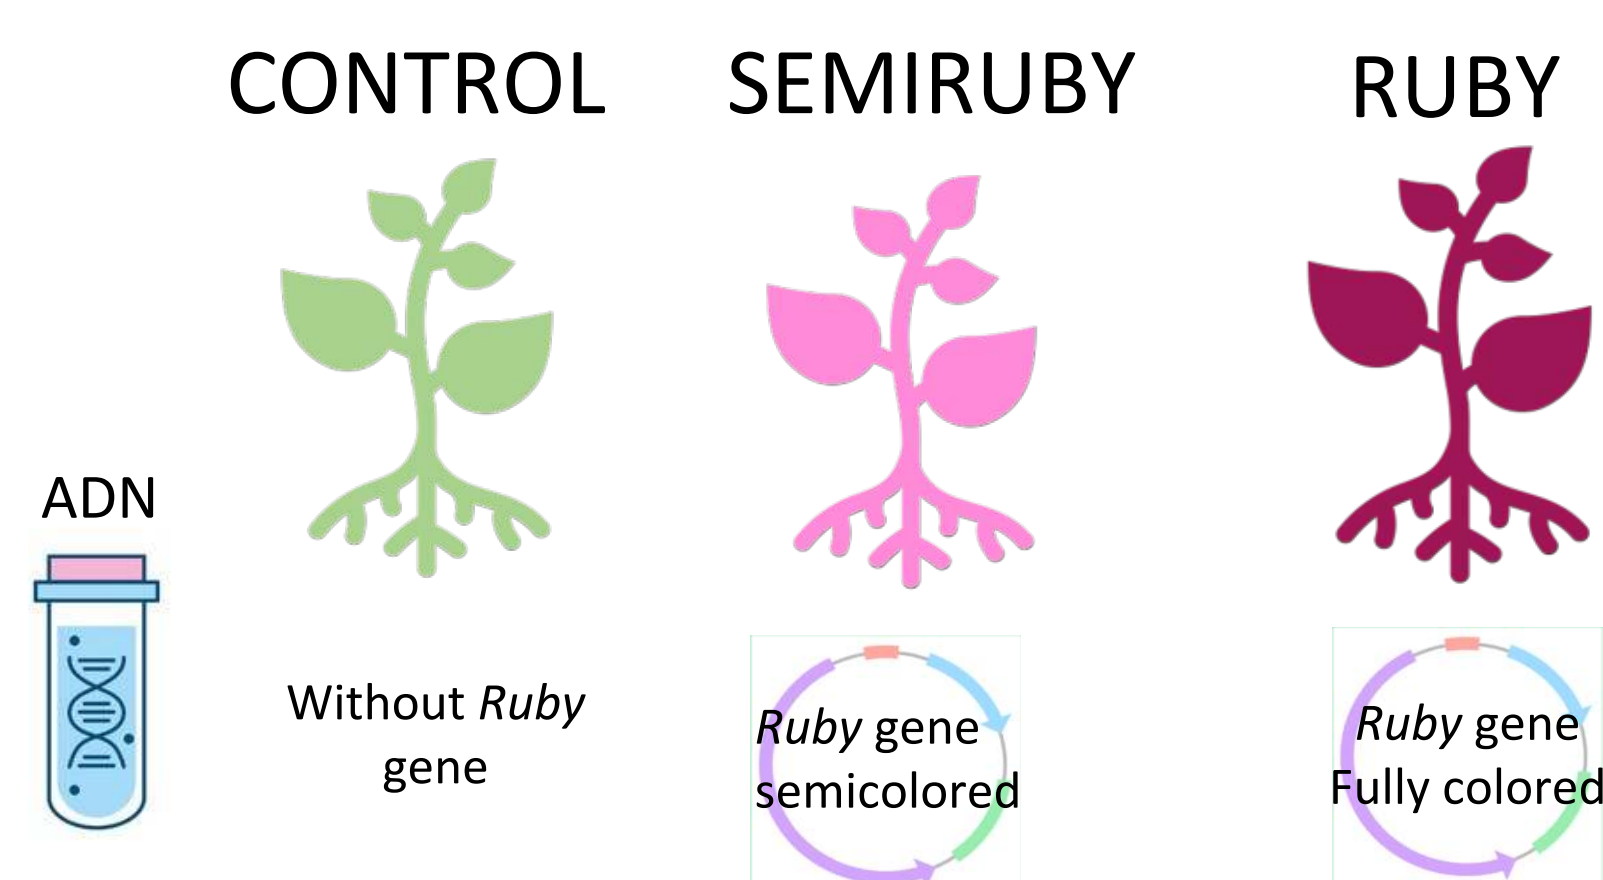 CONTROL
SEMIRUBY
RUBY
ADN
Without Ruby
gene
Ruby gene
semicolored
Ruby gene
Fully colored